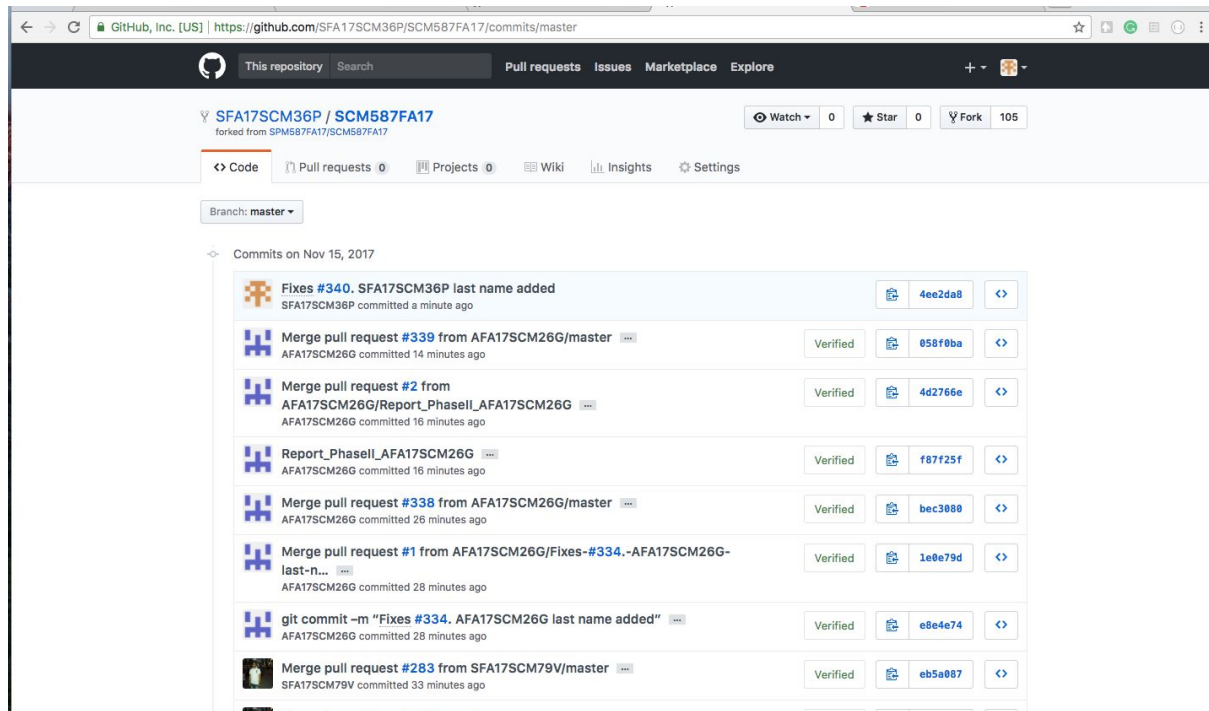 GitHub, Inc. [US] | https://github.com/SFA17SCM36P/SCM587FA17/commits/master
This repository Search Pull requests Issues Marketplace Explore
SFA17SCM36P / SCM587FA17
forked from SPM587FA17/SCM587FA17
Watch 0 Star 0 Fork 105
<> Code Pull requests 0 Projects 0 Wiki Insights Settings
Branch: master
Commits on Nov 15, 2017
Fixes #340. SFA17SCM36P last name added
SFA17SCM36P committed a minute ago
4ee2da8 <>
Merge pull request #339 from AFA17SCM26G/master …
AFA17SCM26G committed 14 minutes ago
Verified 058f0ba <>
Merge pull request #2 from
AFA17SCM26G/Report_PhaseII_AFA17SCM26G …
AFA17SCM26G committed 16 minutes ago
Verified 4d2766e <>
Report_PhaseII_AFA17SCM26G …
AFA17SCM26G committed 16 minutes ago
Verified f87f25f <>
Merge pull request #338 from AFA17SCM26G/master …
AFA17SCM26G committed 26 minutes ago
Verified bec3080 <>
Merge pull request #1 from AFA17SCM26G/Fixes-#334.-AFA17SCM26G-
last-n... …
AFA17SCM26G committed 28 minutes ago
Verified 1e0e79d <>
git commit –m “Fixes #334. AFA17SCM26G last name added” …
AFA17SCM26G committed 28 minutes ago
Verified e8e4e74 <>
Merge pull request #283 from SFA17SCM79V/master …
SFA17SCM79V committed 33 minutes ago
Verified eb5a087 <>